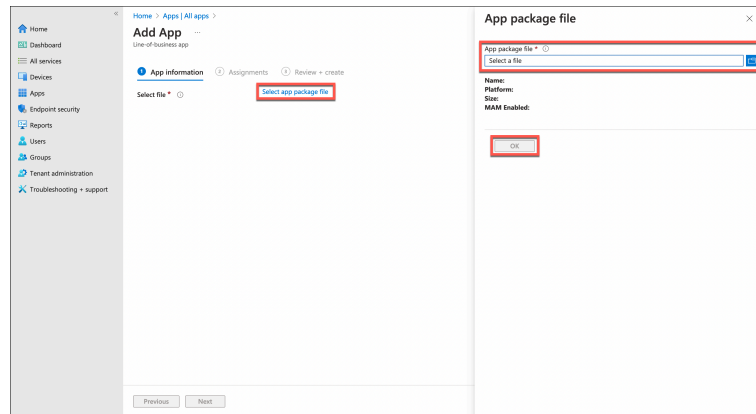 «
Home
Dashboard
All services
Devices
Apps
Endpoint security
Reports
Users
Groups
Tenant administration
Troubleshooting + support
Home > Apps | All apps >
Add App ...
Line-of-business app
1 App information 2 Assignments 3 Review + create
Select file * Select app package file
Previous Next
App package file ×
App package file *
Select a file
Name:
Platform:
Size:
MAM Enabled:
OK